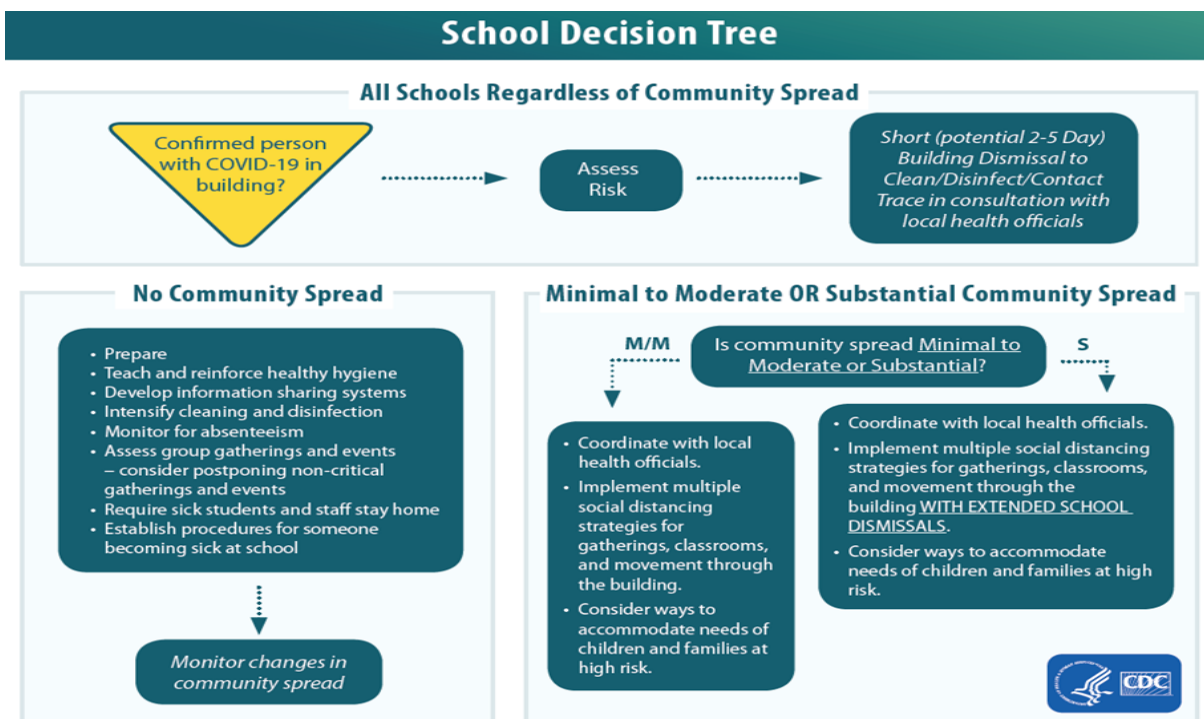 School Decision Tree
All Schools Regardless of Community Spread
Confirmed person
with COVID-19 in
building?
Assess
Risk
Short (potential 2-5 Day)
Building Dismissal to
Clean/Disinfect/Contact
Trace in consultation with
local health officials
No Community Spread
• Prepare
• Teach and reinforce healthy hygiene
• Develop information sharing systems
• Intensify cleaning and disinfection
• Monitor for absenteeism
• Assess group gatherings and events
– consider postponing non-critical
gatherings and events
• Require sick students and staff stay home
• Establish procedures for someone
becoming sick at school
Monitor changes in
community spread
Minimal to Moderate OR Substantial Community Spread
Is community spread Minimal to
Moderate or Substantial?
M/M
S
• Coordinate with local
health officials.
• Implement multiple
social distancing
strategies for
gatherings, classrooms,
and movement through
the building.
• Consider ways to
accommodate needs of
children and families at
high risk.
• Coordinate with local health officials.
• Implement multiple social distancing
strategies for gatherings, classrooms,
and movement through the
building WITH EXTENDED SCHOOL
DISMISSALS.
• Consider ways to accommodate
needs of children and families at high
risk.
CDC